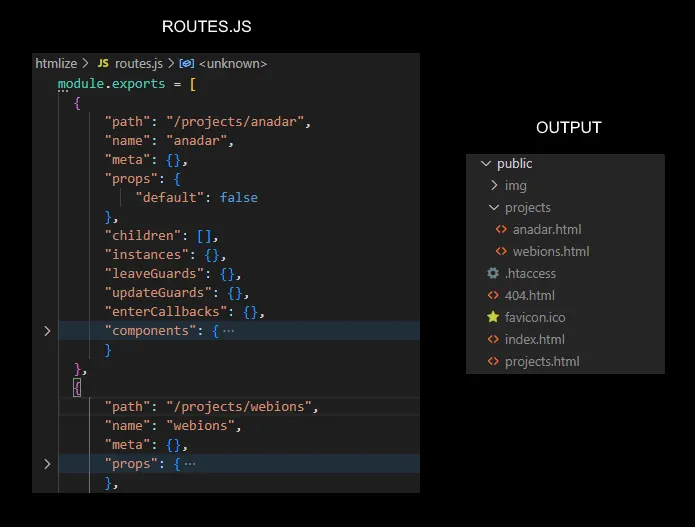 ROUTES.JS
htmlize > JS routes.js > <unknown>
module.exports = [
{
"path": "/projects/anadar",
"name": "anadar",
"meta": {},
"props": {
"default": false
},
"children": [],
"instances": {},
"leaveGuards": {},
"updateGuards": {},
"enterCallbacks": {},
"components": { ···
}
},
{
"path": "/projects/webions",
"name": "webions",
"meta": {},
"props": { ···
},
OUTPUT
public
img
projects
<> anadar.html
<> webions.html
.htaccess
<> 404.html
favicon.ico
<> index.html
<> projects.html